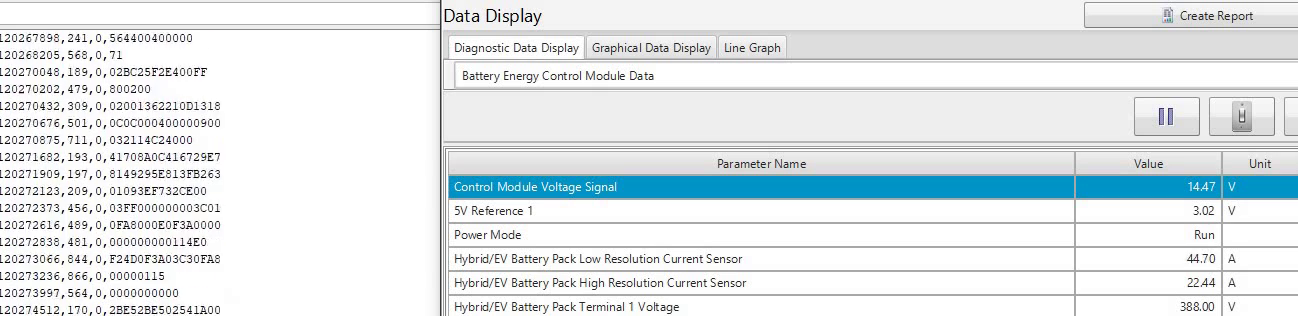 120267898,241,0,564400400000
120268205,568,0,71
120270048,189,0,02BC25F2E400FF
120270202,479,0,800200
120270432,309,0,02001362210D1318
120270676,501,0,0C0C000400000900
120270875,711,0,032114C24000
120271682,193,0,41708A0C416729E7
120271909,197,0,8149295E813FB263
120272123,209,0,01093EF732CE00
120272373,456,0,03FF000000003C01
120272616,489,0,0FA8000E0F3A0000
120272838,481,0,000000000114E0
120273066,844,0,F24D0F3A03C30FA8
120273236,866,0,00000115
120273997,564,0,0000000000
120274512,170,0,2BE52BE502541A00
Data Display
Create Report
Diagnostic Data Display Graphical Data Display Line Graph
Battery Energy Control Module Data
Parameter Name Value Unit
Control Module Voltage Signal 14.47 V
5V Reference 1 3.02 V
Power Mode Run
Hybrid/EV Battery Pack Low Resolution Current Sensor 44.70 A
Hybrid/EV Battery Pack High Resolution Current Sensor 22.44 A
Hybrid/EV Battery Pack Terminal 1 Voltage 388.00 V